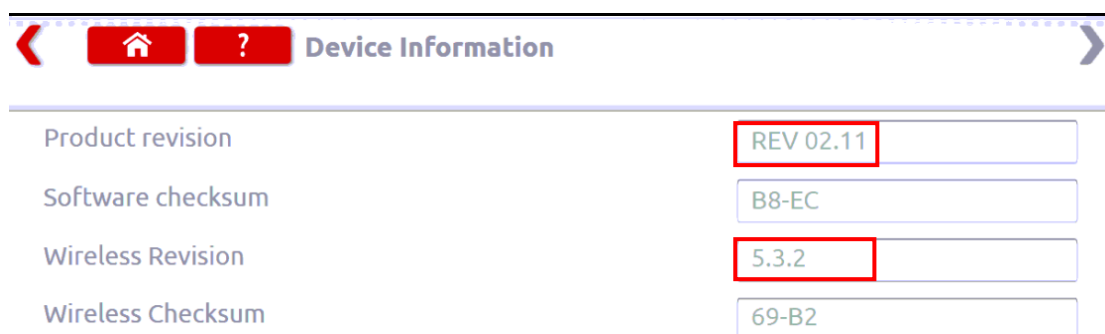 ? Device Information
Product revision REV 02.11
Software checksum B8-EC
Wireless Revision 5.3.2
Wireless Checksum 69-B2